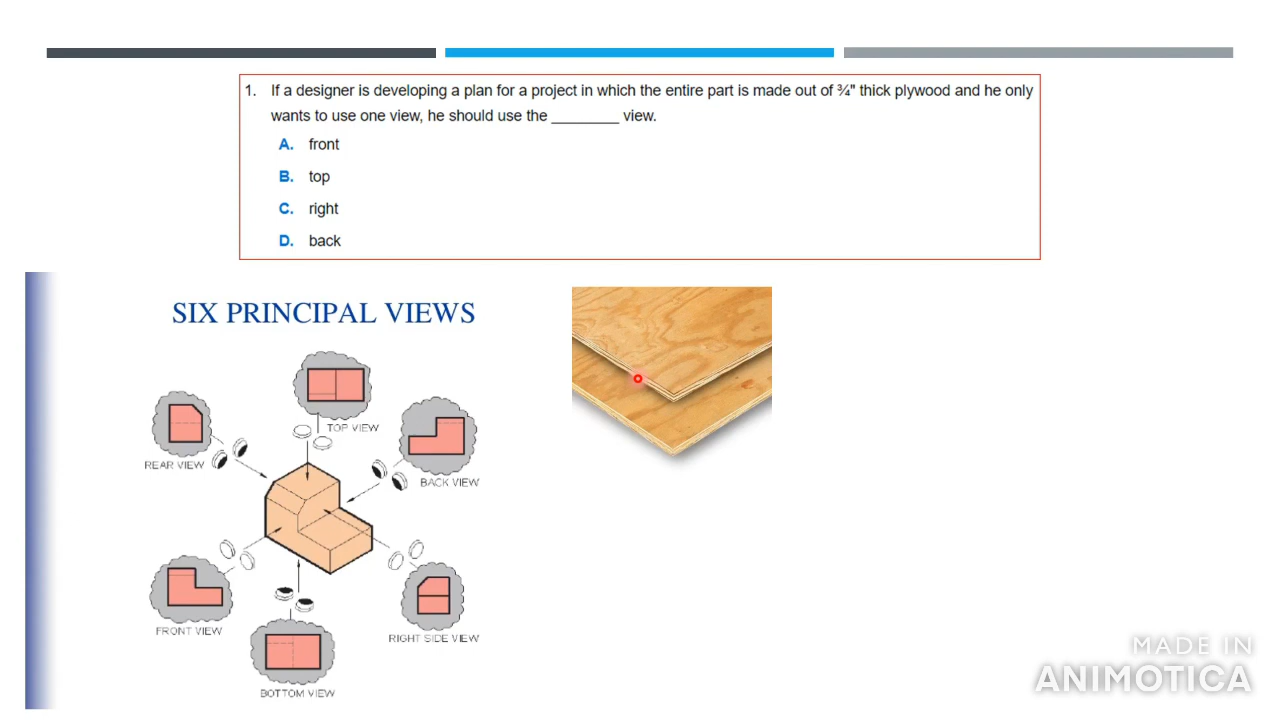 1. If a designer is developing a plan for a project in which the entire part is made out of ¾" thick plywood and he only
wants to use one view, he should use the ________ view.
A. front
B. top
C. right
D. back
SIX PRINCIPAL VIEWS
TOP VIEW
REAR VIEW
BACK VIEW
FRONT VIEW
RIGHT SIDE VIEW
BOTTOM VIEW
MADE IN
ANIMOTICA